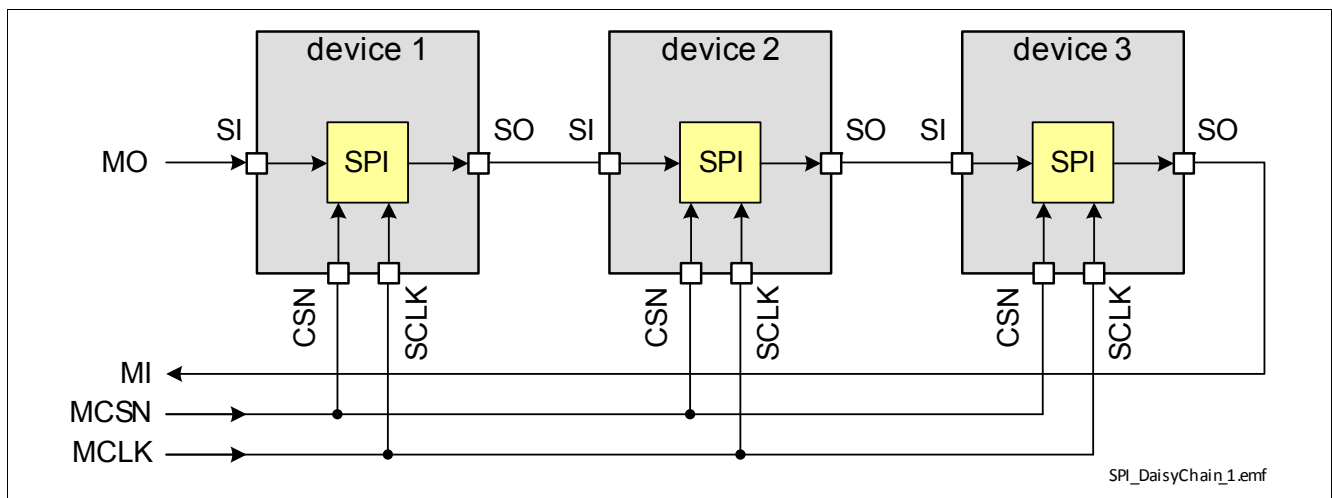 device 1
device 2
device 3
SI
SO
SI
SO
SI
SO
MO
SPI
SPI
SPI
CSN
SCLK
CSN
SCLK
CSN
SCLK
MI
MCSN
MCLK
SPI_DaisyChain_1.emf